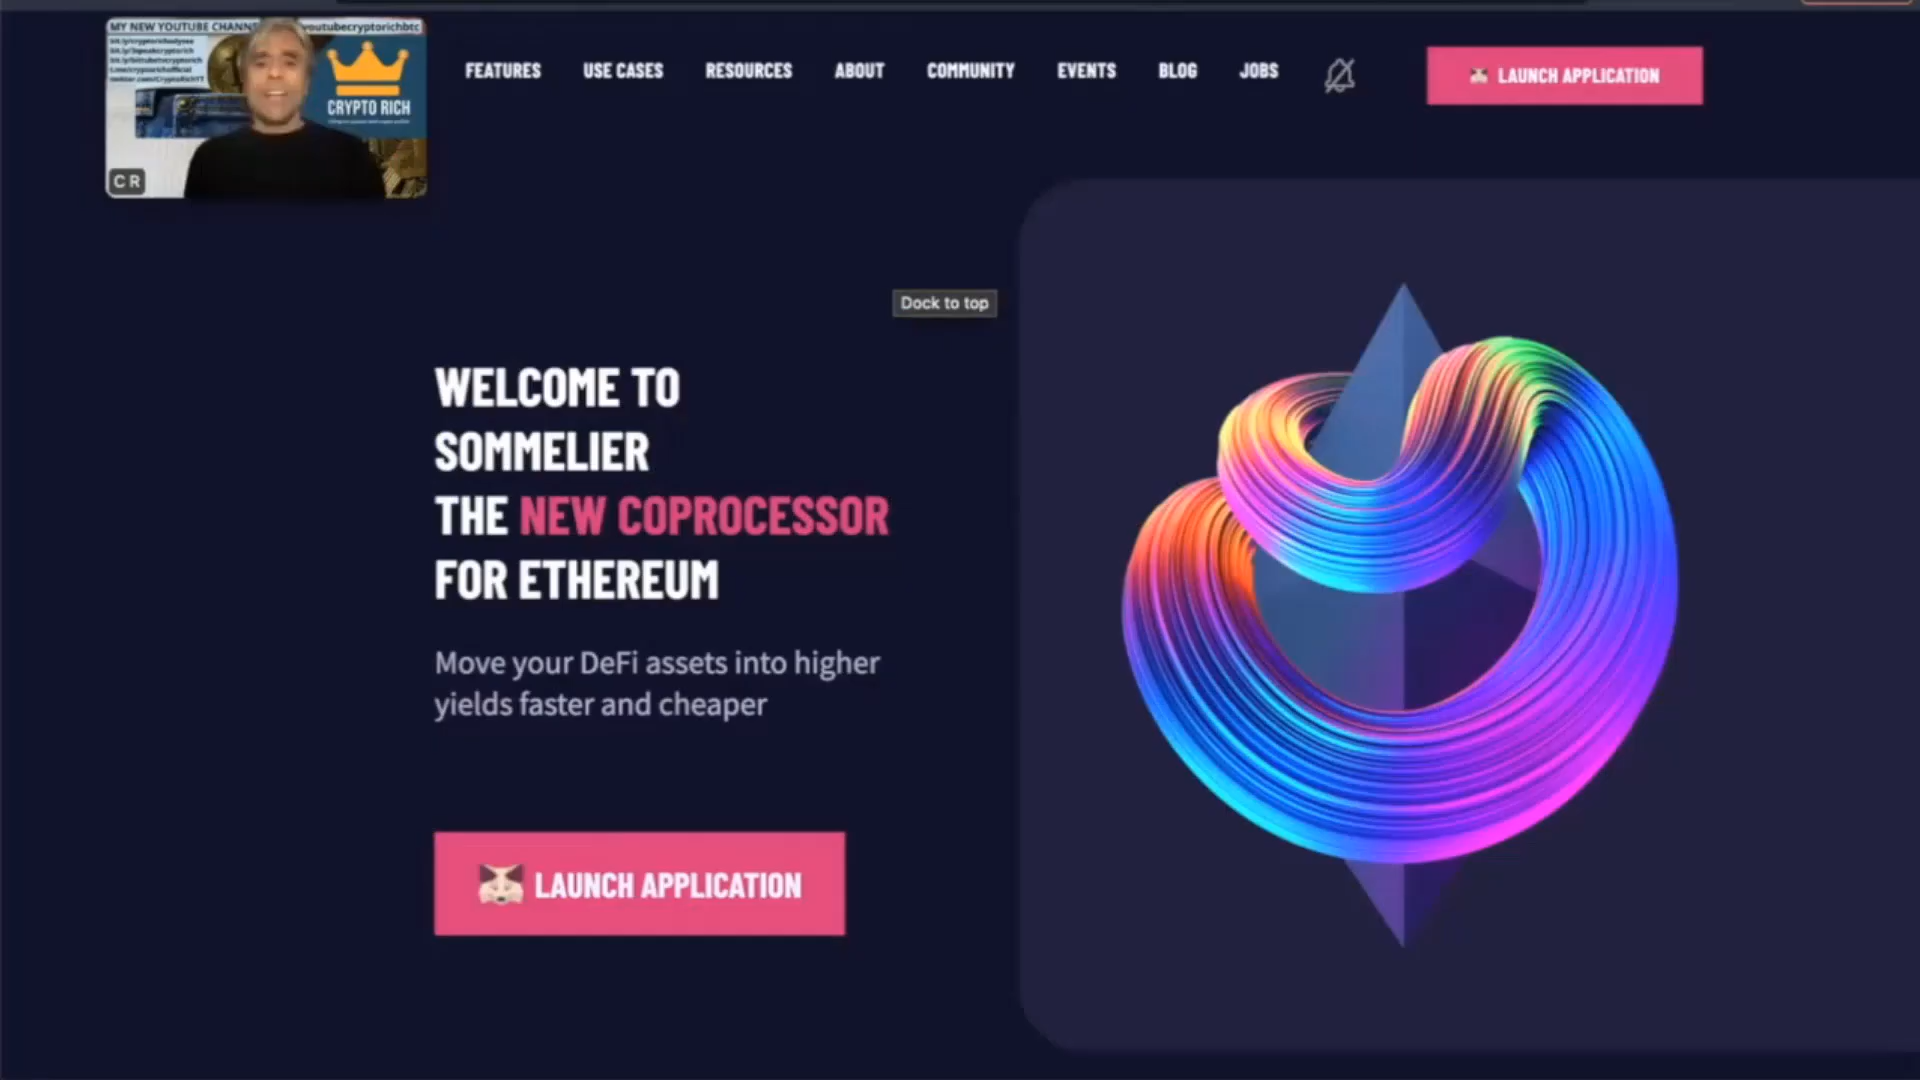 MY NEW YOUTUBE CHANN
youtubecryptorichbtc
CRYPTO RICH
C R
FEATURES
USE CASES
RESOURCES
ABOUT
COMMUNITY
EVENTS
BLOG
JOBS
LAUNCH APPLICATION
Dock to top
WELCOME TO
SOMMELIER
THE NEW COPROCESSOR
FOR ETHEREUM
Move your DeFi assets into higher
yields faster and cheaper
LAUNCH APPLICATION